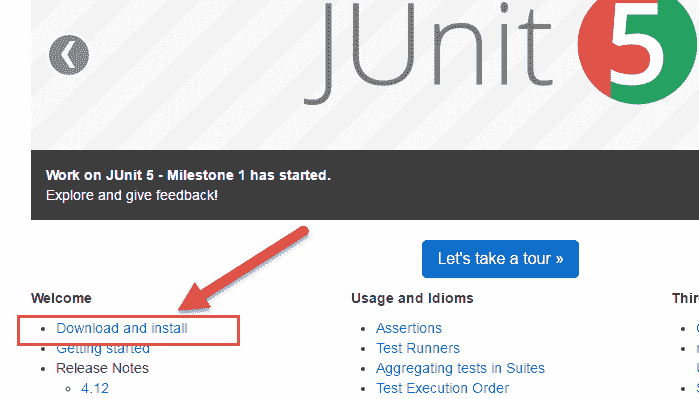 JUnit 5
Work on JUnit 5 - Milestone 1 has started.
Explore and give feedback!
Let's take a tour »
Welcome
Download and install
Getting started
Release Notes
4.12
Usage and Idioms
Assertions
Test Runners
Aggregating tests in Suites
Test Execution Order